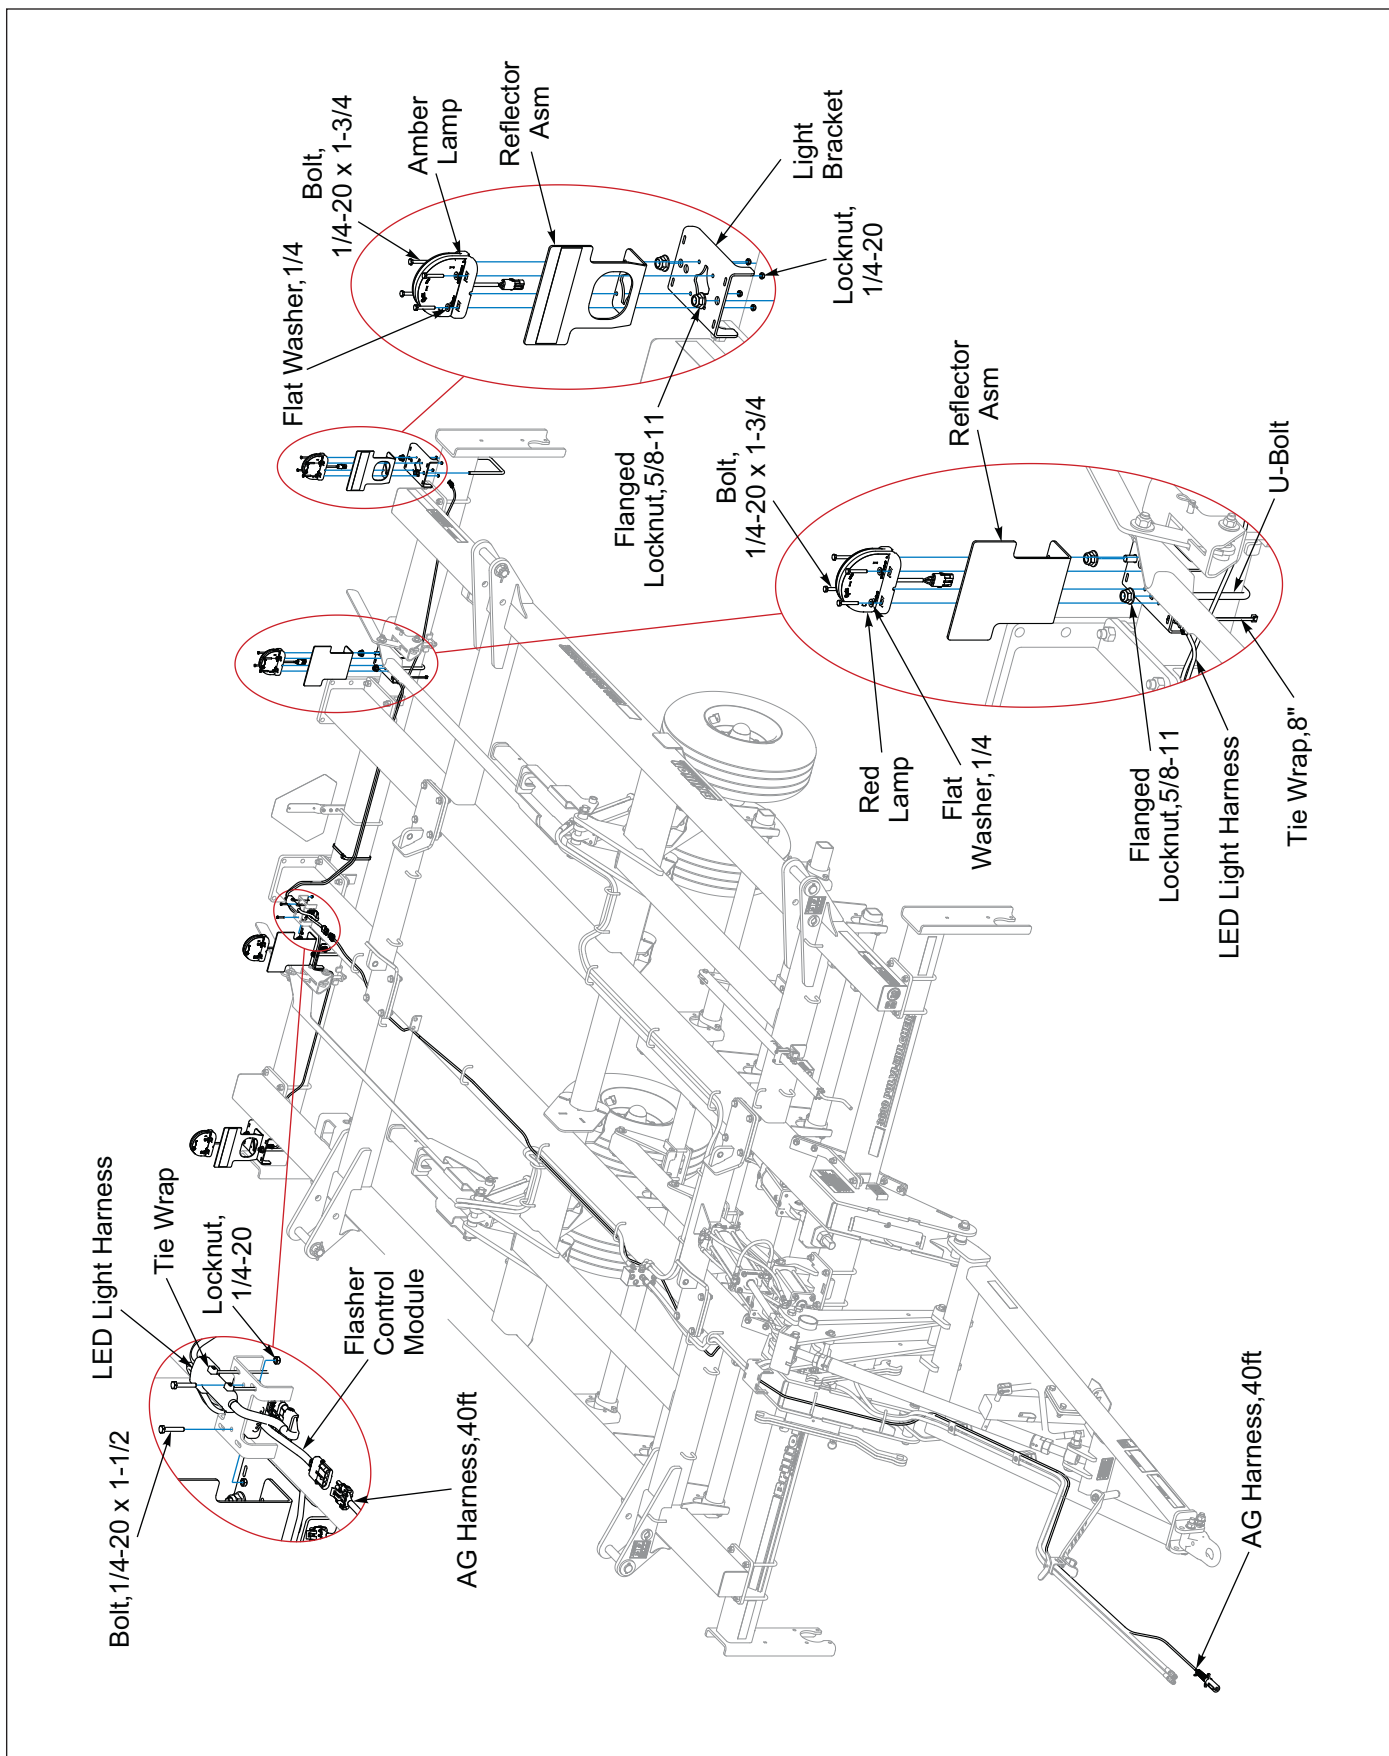 Bolt,1/4-20 x 1-1/2
LED Light Harness
Tie Wrap
Locknut,
1/4-20
Flasher
Control
Module
AG Harness,40ft
Flat Washer,1/4
Bolt,
1/4-20 x 1-3/4
Amber
Lamp
Reflector
Asm
Light
Bracket
Locknut,
1/4-20
Flanged
Locknut,5/8-11
Bolt,
1/4-20 x 1-3/4
Reflector
Asm
U-Bolt
Red
Lamp
Flat
Washer,1/4
Flanged
Locknut,5/8-11
LED Light Harness
Tie Wrap,8"
AG Harness,40ft